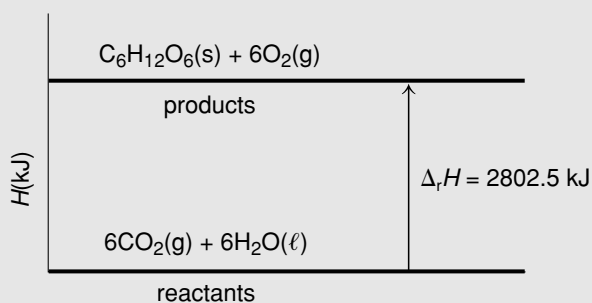 C₆H₁₂O₆(s) + 6O₂(g)
products
H(kJ)
ΔᵣH = 2802.5 kJ
6CO₂(g) + 6H₂O(ℓ)
reactants